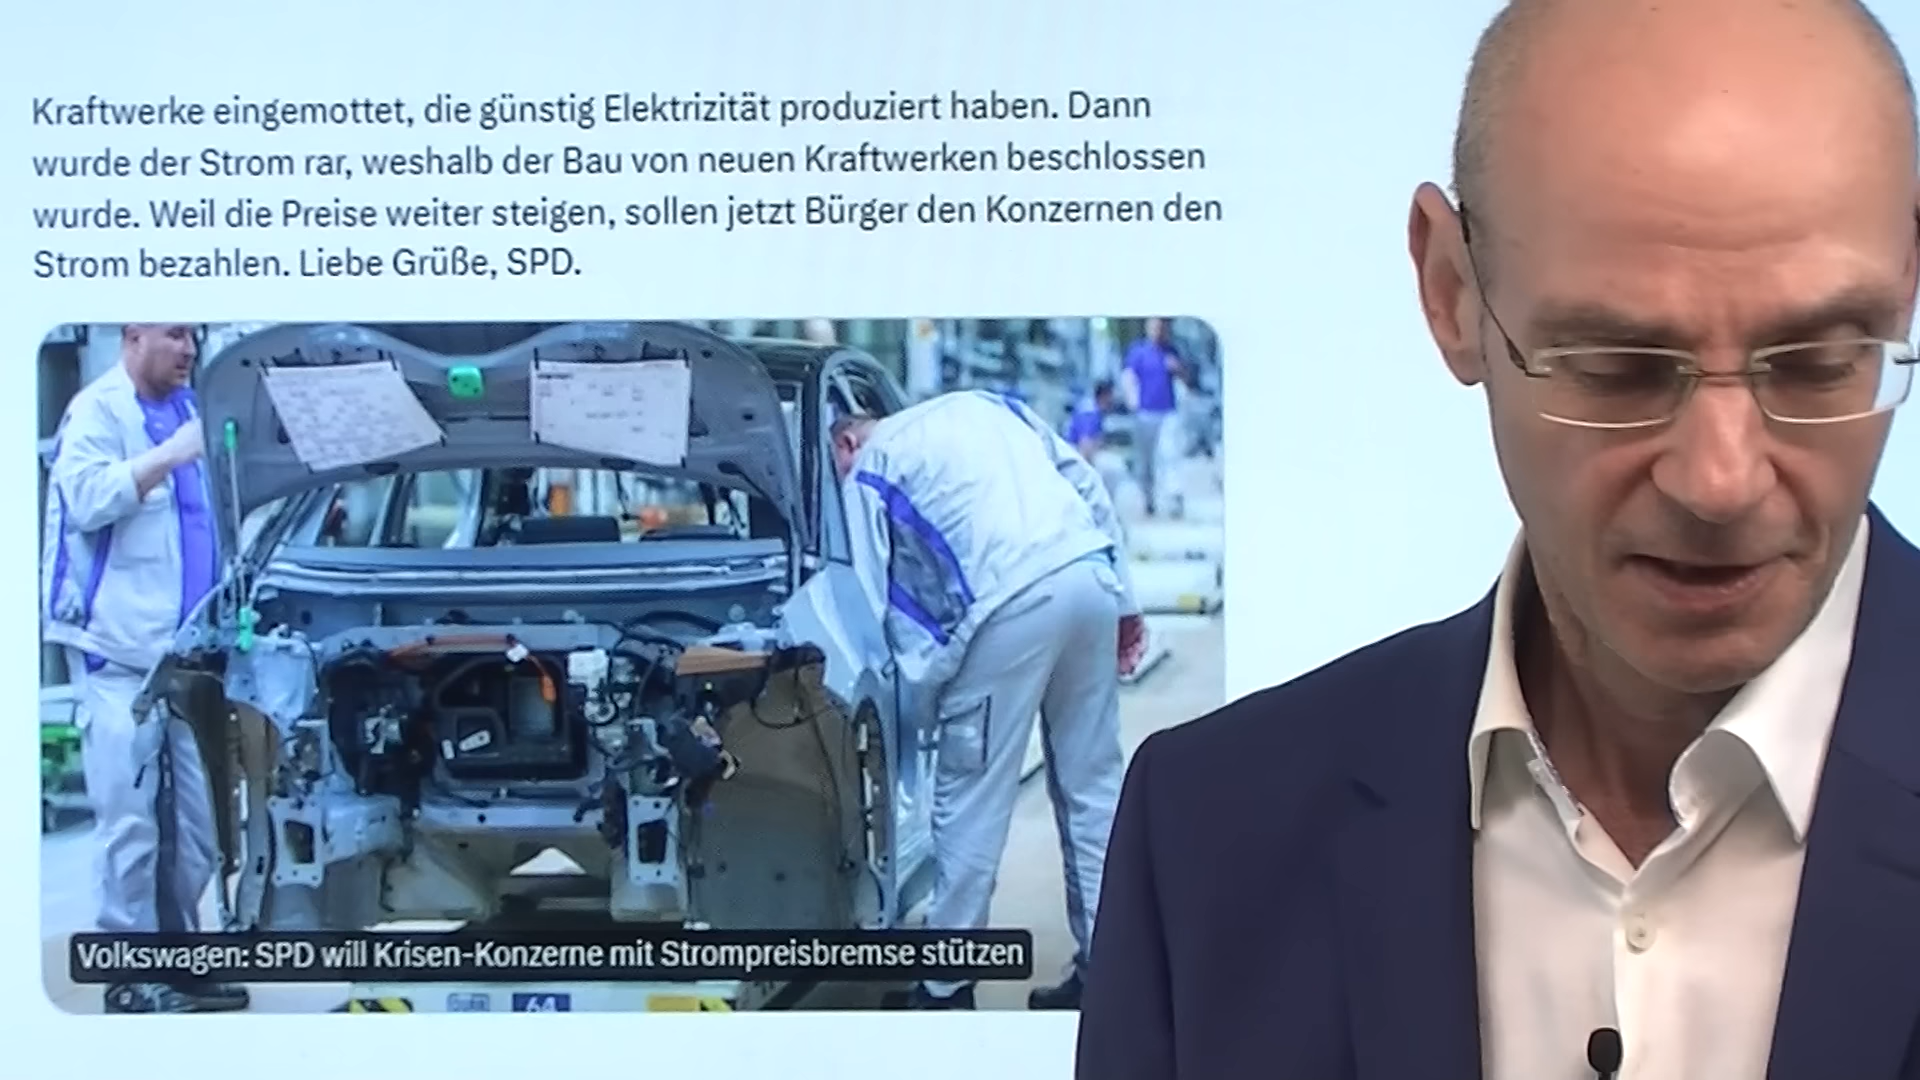 Kraftwerke eingemottet, die günstig Elektrizität produziert haben. Dann
wurde der Strom rar, weshalb der Bau von neuen Kraftwerken beschlossen
wurde. Weil die Preise weiter steigen, sollen jetzt Bürger den Konzernen den
Strom bezahlen. Liebe Grüße, SPD.
Volkswagen: SPD will Krisen-Konzerne mit Strompreisbremse stützen
64